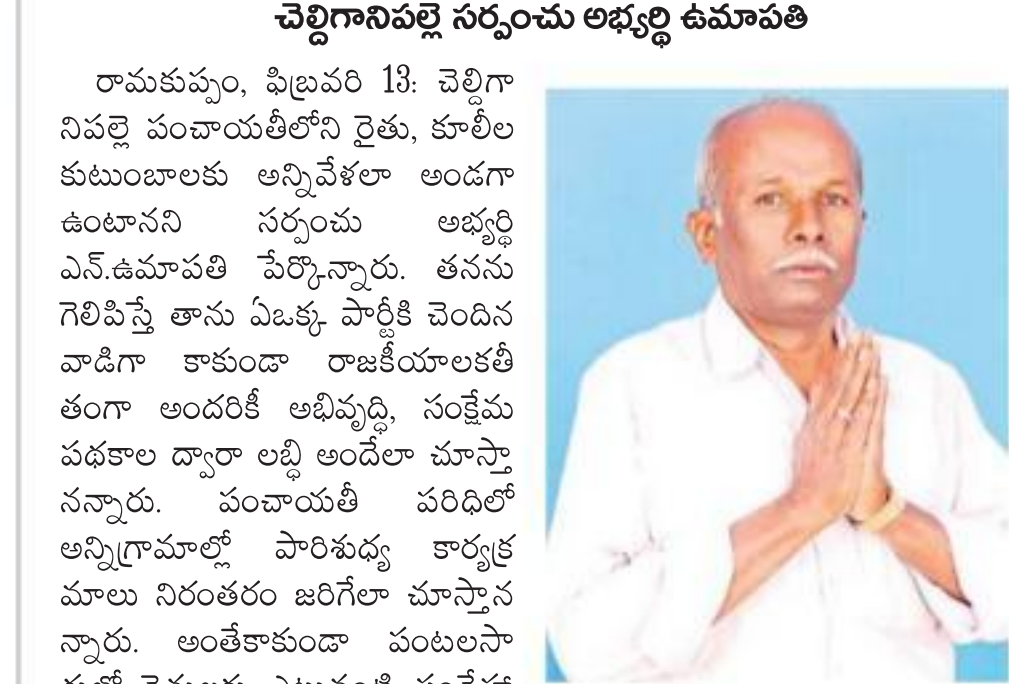 చెల్దిగానిపల్లె సర్పంచు అభ్యర్థి ఉమాపతి
రామకుప్పం, ఫిబ్రవరి 13: చెల్దిగా
నిపల్లె పంచాయతీలోని రైతు, కూలీల
కుటుంబాలకు అన్నివేళలా అండగా
ఉంటానని సర్పంచు అభ్యర్థి
ఎన్.ఉమాపతి పేర్కొన్నారు. తనను
గెలిపిస్తే తాను ఏఒక్క పార్టీకి చెందిన
వాడిగా కాకుండా రాజకీయాలకతీ
తంగా అందరికీ అభివృద్ధి, సంక్షేమ
పథకాల ద్వారా లబ్ధి అందేలా చూస్తా
నన్నారు. పంచాయతీ పరిధిలో
అన్నిగ్రామాల్లో పారిశుధ్య కార్యక్ర
మాలు నిరంతరం జరిగేలా చూస్తాన
న్నారు. అంతేకాకుండా పంటలసా